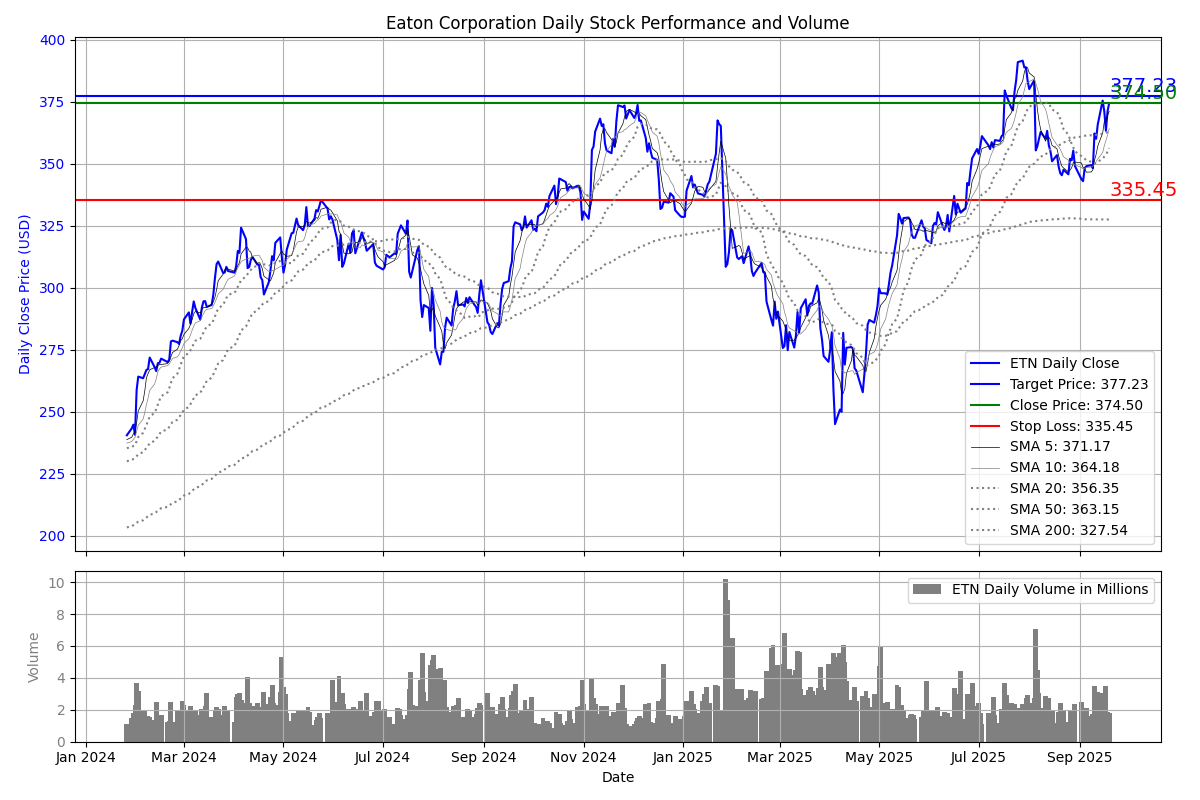 Eaton Corporation Daily Stock Performance and Volume
400
375
350
325
300
275
250
225
200
Daily Close Price (USD)
377.23
374.50
335.45
ETN Daily Close
Target Price: 377.23
Close Price: 374.50
Stop Loss: 335.45
SMA 5: 371.17
SMA 10: 364.18
SMA 20: 356.35
SMA 50: 363.15
SMA 200: 327.54
10
8
6
4
2
0
Volume
ETN Daily Volume in Millions
Jan 2024 Mar 2024 May 2024 Jul 2024 Sep 2024 Nov 2024 Jan 2025 Mar 2025 May 2025 Jul 2025 Sep 2025
Date